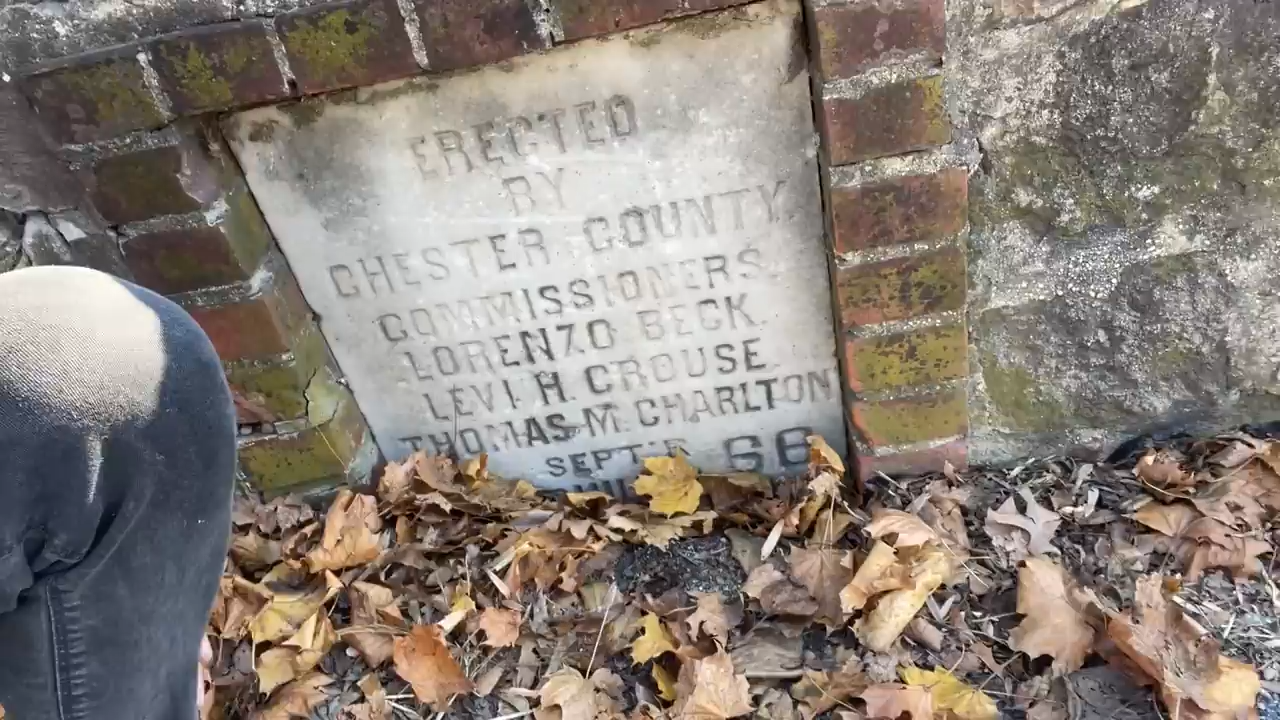 ERECTED
BY
CHESTER COUNTY.
COMMISSIONERS.
LORENZO BECK.
LEVI. H. CROUSE.
THOMAS. M. CHARLTON
66